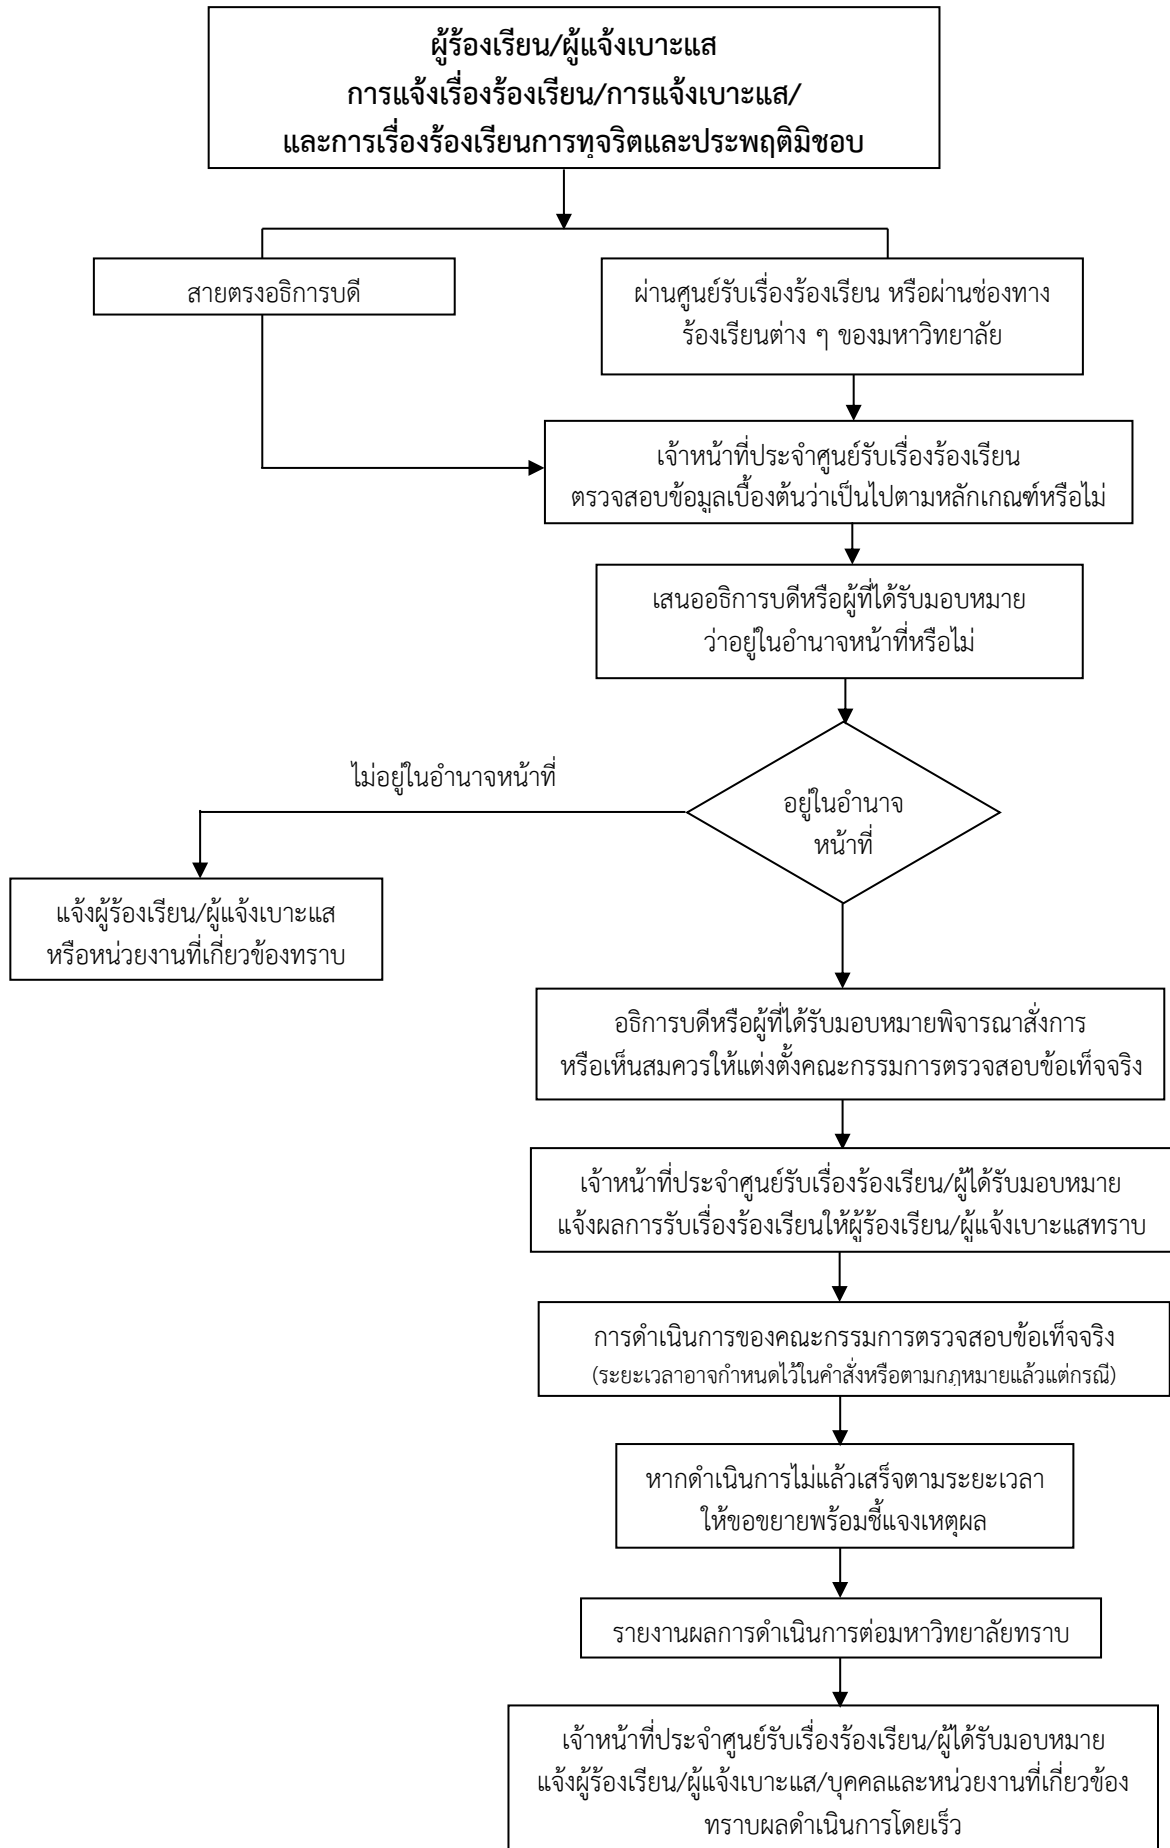 ผู้ร้องเรียน/ผู้แจ้งเบาะแส
การแจ้งเรื่องร้องเรียน/การแจ้งเบาะแส/
และการเรื่องร้องเรียนการทุจริตและประพฤติมิชอบ
สายตรงอธิการบดี
ผ่านศูนย์รับเรื่องร้องเรียน หรือผ่านช่องทาง
ร้องเรียนต่าง ๆ ของมหาวิทยาลัย
เจ้าหน้าที่ประจำศูนย์รับเรื่องร้องเรียน
ตรวจสอบข้อมูลเบื้องต้นว่าเป็นไปตามหลักเกณฑ์หรือไม่
เสนออธิการบดีหรือผู้ที่ได้รับมอบหมาย
ว่าอยู่ในอำนาจหน้าที่หรือไม่
ไม่อยู่ในอำนาจหน้าที่
อยู่ในอำนาจ
หน้าที่
แจ้งผู้ร้องเรียน/ผู้แจ้งเบาะแส
หรือหน่วยงานที่เกี่ยวข้องทราบ
อธิการบดีหรือผู้ที่ได้รับมอบหมายพิจารณาสั่งการ
หรือเห็นสมควรให้แต่งตั้งคณะกรรมการตรวจสอบข้อเท็จจริง
เจ้าหน้าที่ประจำศูนย์รับเรื่องร้องเรียน/ผู้ได้รับมอบหมาย
แจ้งผลการรับเรื่องร้องเรียนให้ผู้ร้องเรียน/ผู้แจ้งเบาะแสทราบ
การดำเนินการของคณะกรรมการตรวจสอบข้อเท็จจริง
(ระยะเวลาอาจกำหนดไว้ในคำสั่งหรือตามกฎหมายแล้วแต่กรณี)
หากดำเนินการไม่แล้วเสร็จตามระยะเวลา
ให้ขอขยายพร้อมชี้แจงเหตุผล
รายงานผลการดำเนินการต่อมหาวิทยาลัยทราบ
เจ้าหน้าที่ประจำศูนย์รับเรื่องร้องเรียน/ผู้ได้รับมอบหมาย
แจ้งผู้ร้องเรียน/ผู้แจ้งเบาะแส/บุคคลและหน่วยงานที่เกี่ยวข้อง
ทราบผลดำเนินการโดยเร็ว